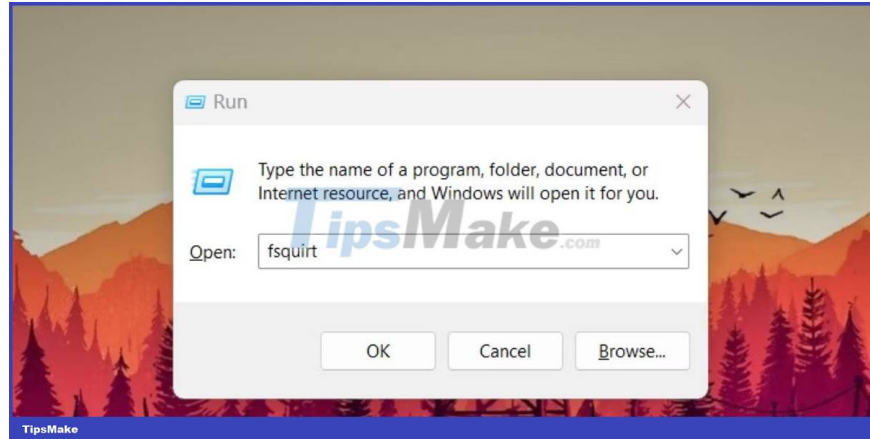 Run
Type the name of a program, folder, document, or
Internet resource, and Windows will open it for you.
TipsMake.com
Open:
fsquirt
OK
Cancel
Browse...
TipsMake